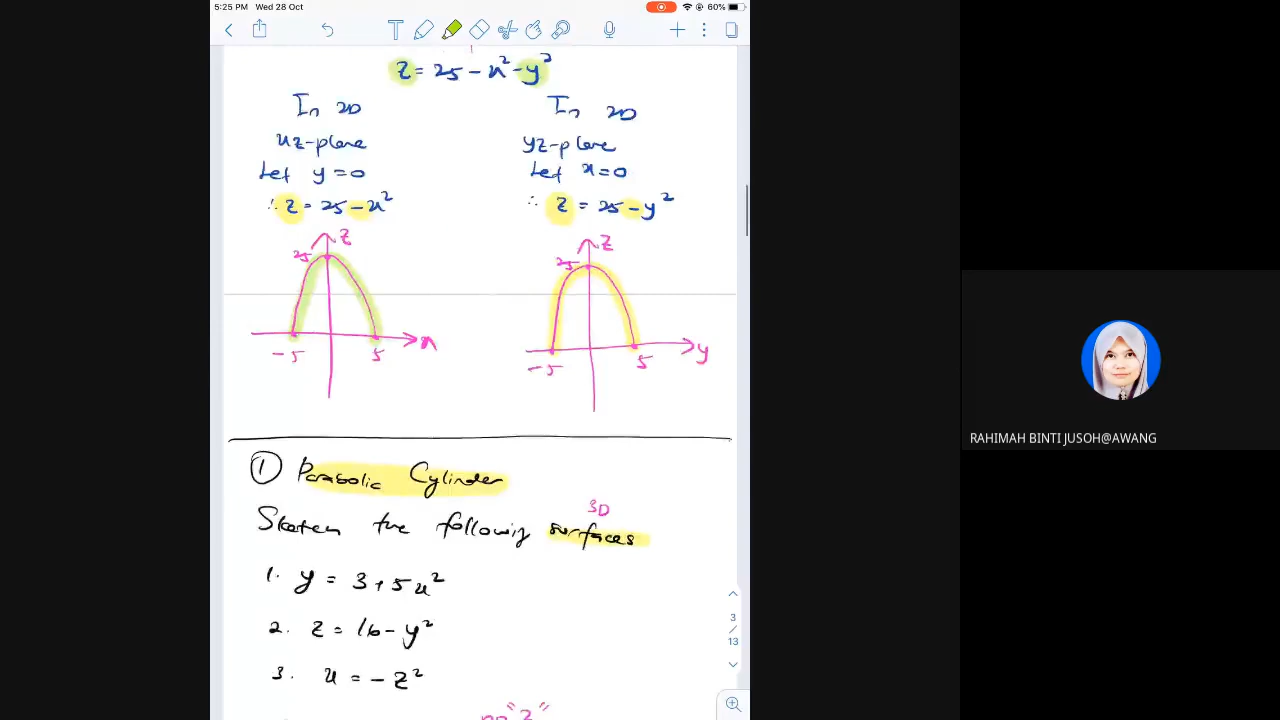 5:25 PM Wed 28 Oct
60%
z = 25 - x² - y²
In 2D
xz-plane
Let y = 0
∴ z = 25 - x²
z
25
-5
5
x
In 2D
yz-plane
Let x = 0
∴ z = 25 - y²
z
25
-5
5
y
① Parabolic Cylinder
3D
Sketch the following surfaces
1. y = 3 + 5x²
2. z = 16 - y²
3. x = -z²
no "z"
3
/
13
RAHIMAH BINTI JUSOH@AWANG